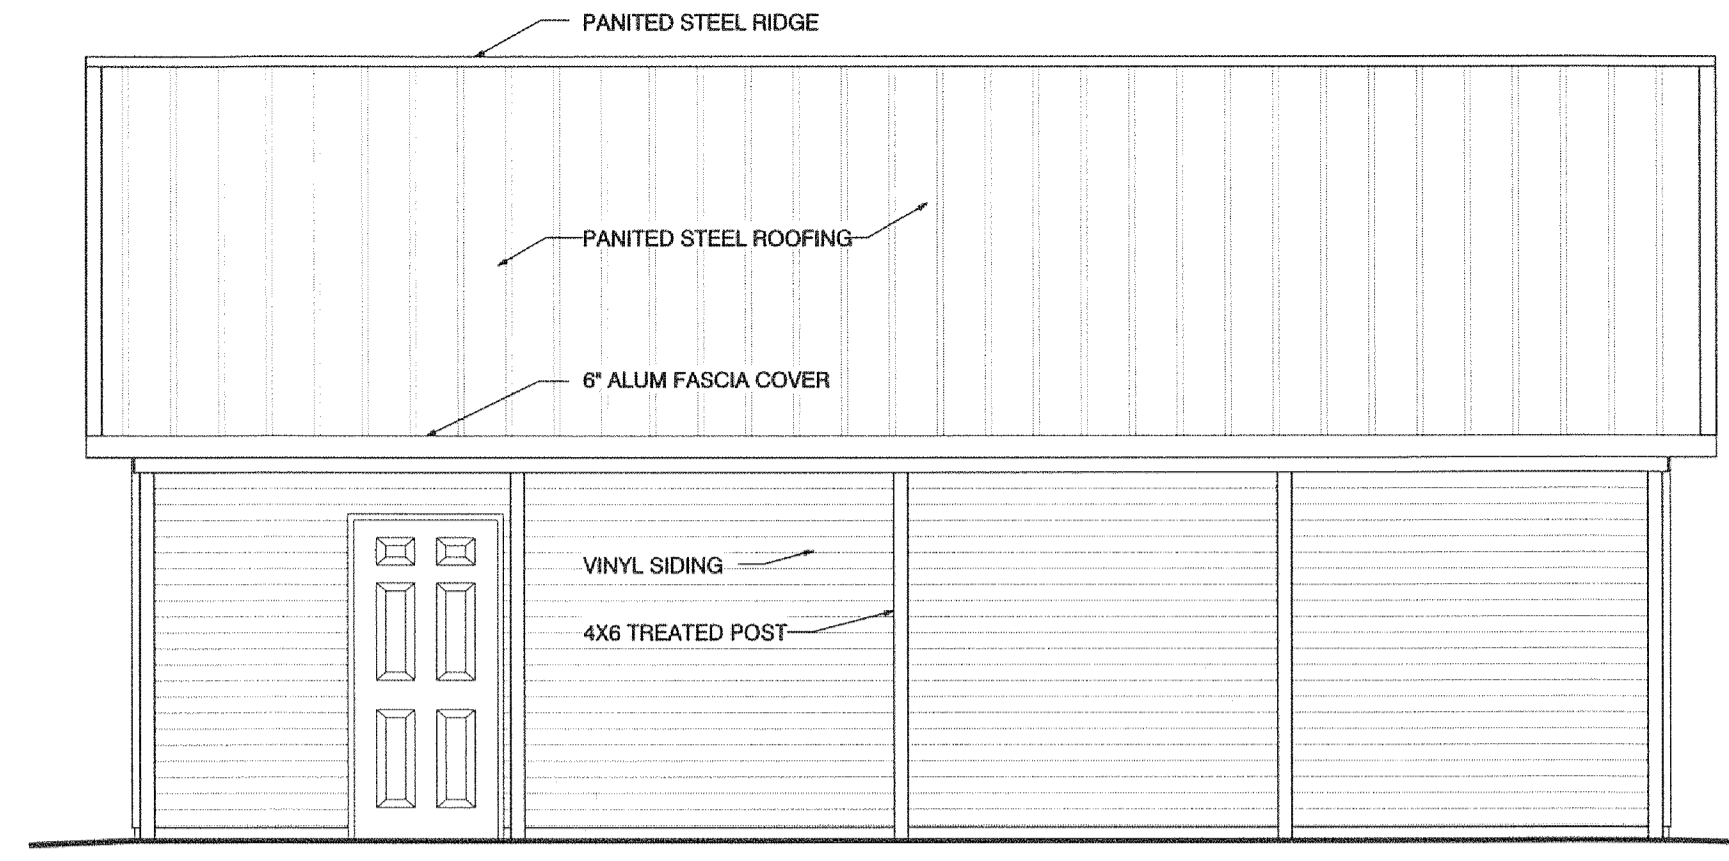 PANITED STEEL RIDGE
PANITED STEEL ROOFING
6" ALUM FASCIA COVER
VINYL SIDING
4X6 TREATED POST